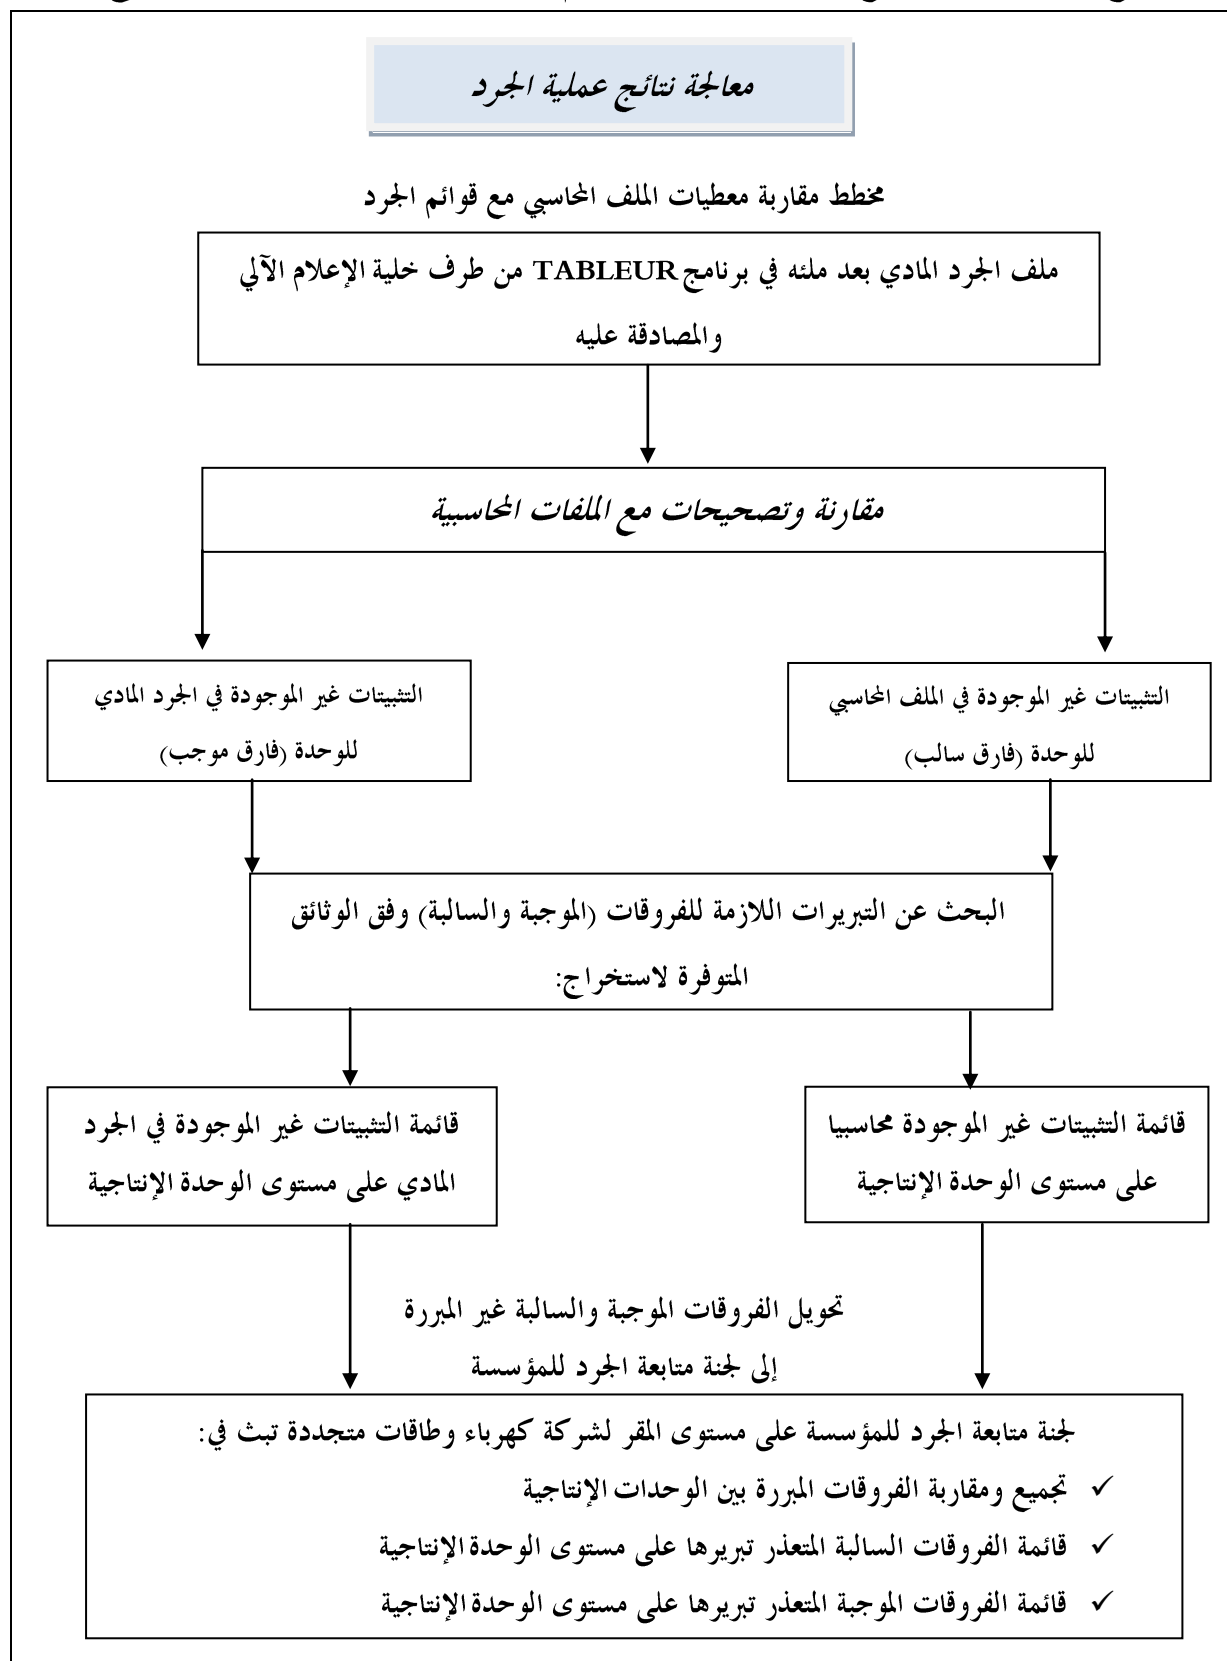 معالجة نتائج عملية الجرد
مخطط مقاربة معطيات الملف المحاسبي مع قوائم الجرد
ملف الجرد المادي بعد ملئه في برنامج TABLEUR من طرف خلية الإعلام الآلي
والمصادقة عليه
مقارنة وتصحيحات مع الملفات المحاسبية
التثبيتات غير الموجودة في الملف المحاسبي
للوحدة (فارق سالب)
التثبيتات غير الموجودة في الجرد المادي
للوحدة (فارق موجب)
البحث عن التبريرات اللازمة للفروقات (الموجبة والسالبة) وفق الوثائق
المتوفرة لاستخراج:
قائمة التثبيتات غير الموجودة محاسبيا
على مستوى الوحدة الإنتاجية
قائمة التثبيتات غير الموجودة في الجرد
المادي على مستوى الوحدة الإنتاجية
تحويل الفروقات الموجبة والسالبة غير المبررة
إلى لجنة متابعة الجرد للمؤسسة
لجنة متابعة الجرد للمؤسسة على مستوى المقر لشركة كهرباء وطاقات متجددة تبث في:
✓ تجميع ومقاربة الفروقات المبررة بين الوحدات الإنتاجية
✓ قائمة الفروقات السالبة المتعذر تبريرها على مستوى الوحدة الإنتاجية
✓ قائمة الفروقات الموجبة المتعذر تبريرها على مستوى الوحدة الإنتاجية